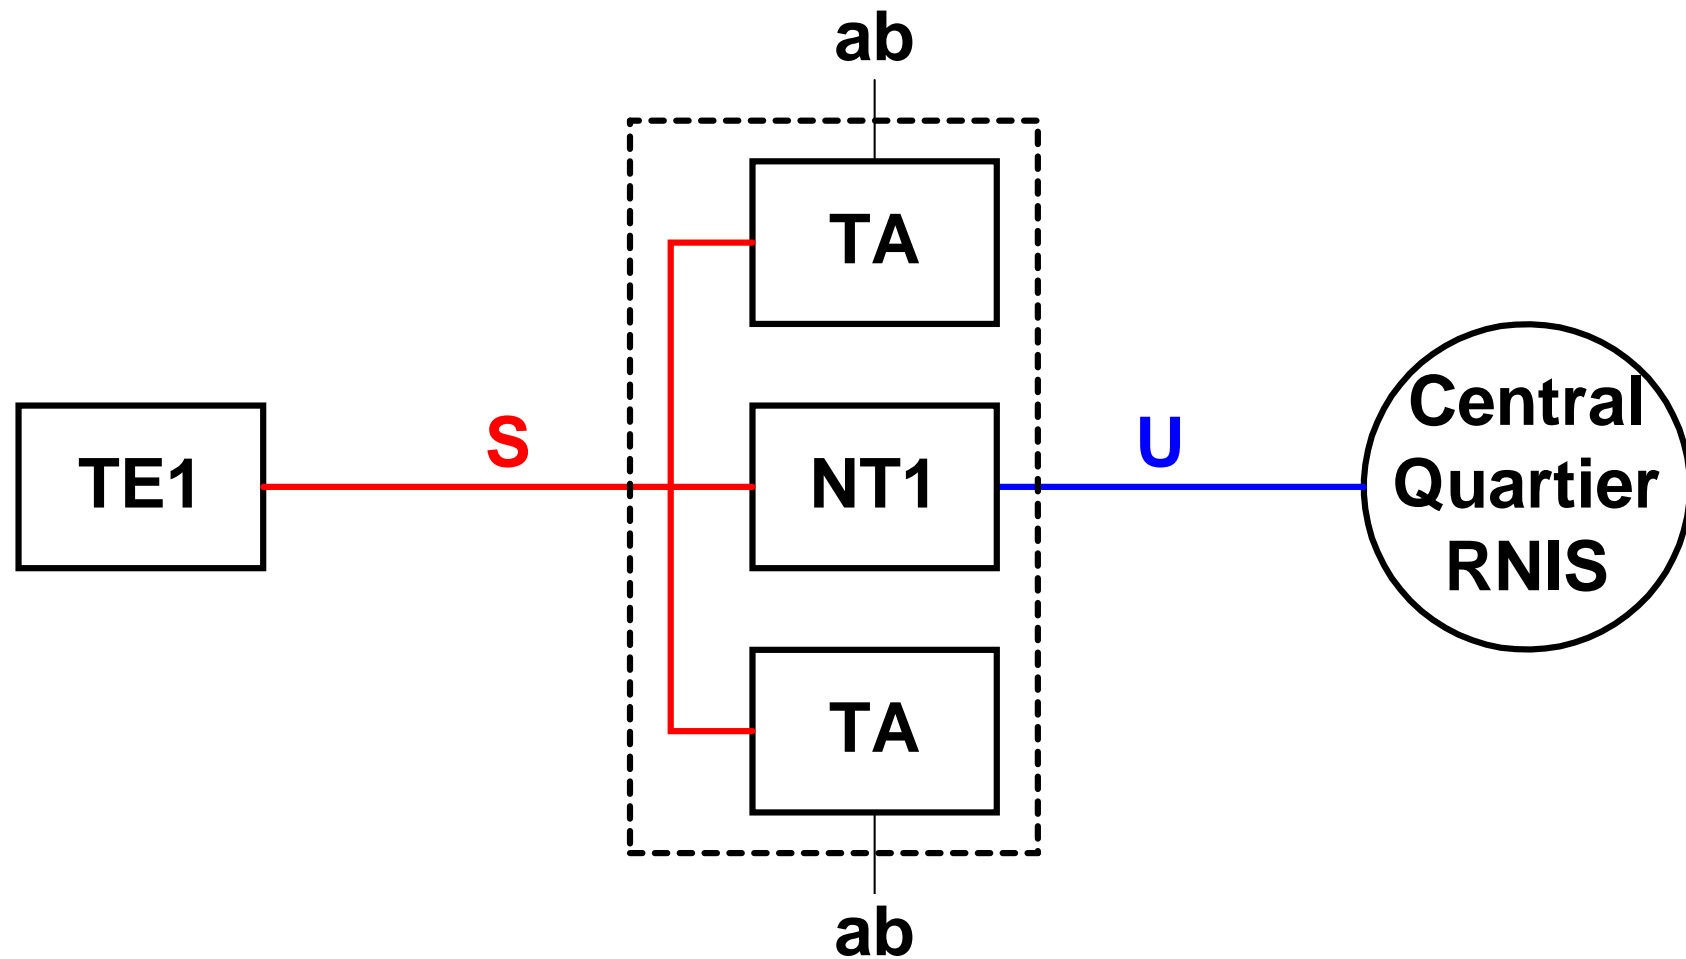 ab
TA
TE1
S
NT1
U
Central
Quartier
RNIS
TA
ab